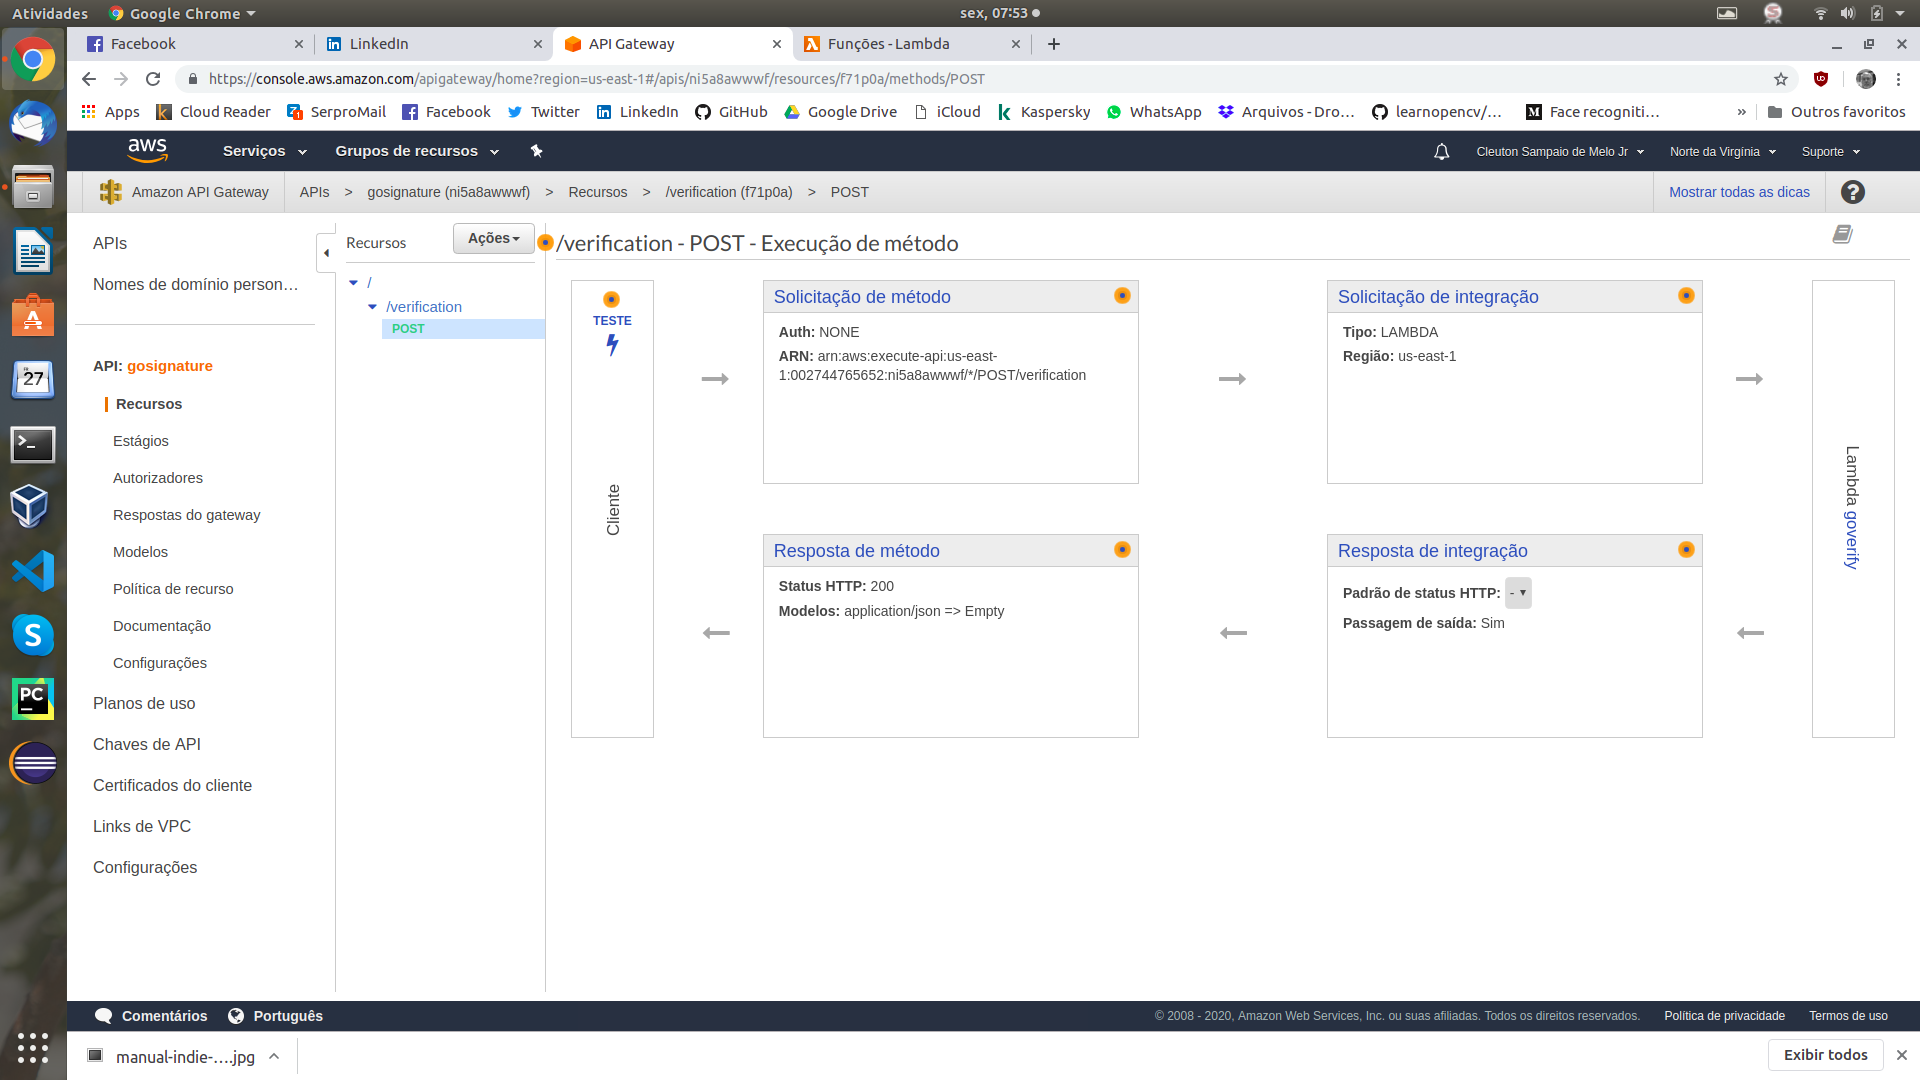 Atividades
Google Chrome
sex, 07:53
Facebook
LinkedIn
API Gateway
Funções - Lambda
https://console.aws.amazon.com/apigateway/home?region=us-east-1#/apis/ni5a8awwwf/resources/f71p0a/methods/POST
Apps
Cloud Reader
SerproMail
Facebook
Twitter
LinkedIn
GitHub
Google Drive
iCloud
Kaspersky
WhatsApp
Arquivos - Dro…
learnopencv/…
Face recogniti…
»
Outros favoritos
aws
Serviços
Grupos de recursos
Cleuton Sampaio de Melo Jr
Norte da Virgínia
Suporte
Amazon API Gateway
APIs > gosignature (ni5a8awwwf) > Recursos > /verification (f71p0a) > POST
Mostrar todas as dicas
?
APIs
Nomes de domínio person…
API: gosignature
Recursos
Estágios
Autorizadores
Respostas do gateway
Modelos
Política de recurso
Documentação
Configurações
Planos de uso
Chaves de API
Certificados do cliente
Links de VPC
Configurações
Recursos
Ações
/
/verification
POST
/verification - POST - Execução de método
TESTE
Cliente
Solicitação de método
Auth: NONE
ARN: arn:aws:execute-api:us-east-
1:002744765652:ni5a8awwwf/*/POST/verification
Solicitação de integração
Tipo: LAMBDA
Região: us-east-1
Lambda goverify
Resposta de método
Status HTTP: 200
Modelos: application/json => Empty
Resposta de integração
Padrão de status HTTP: -
Passagem de saída: Sim
27
PC
Comentários
Português
© 2008 - 2020, Amazon Web Services, Inc. ou suas afiliadas. Todos os direitos reservados.
Política de privacidade
Termos de uso
manual-indie-….jpg
Exibir todos